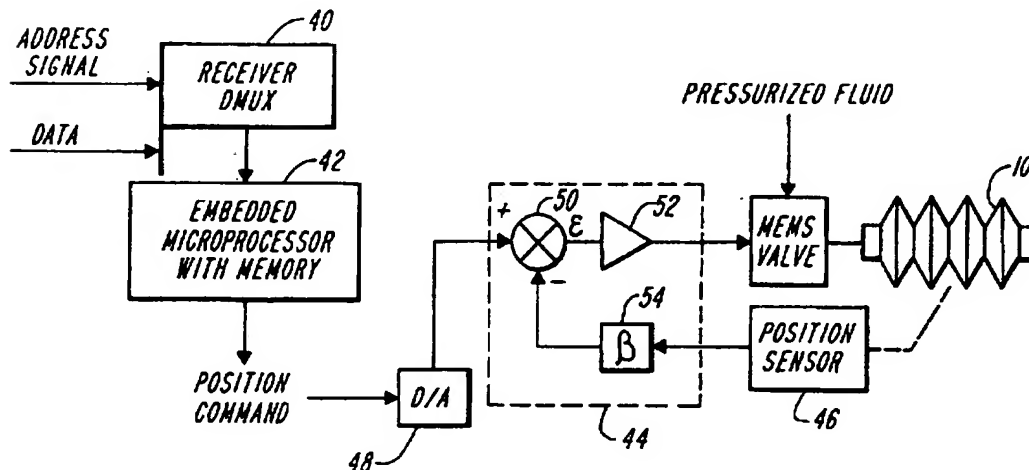 40
ADDRESS
SIGNAL
RECEIVER
DMUX
DATA
42
EMBEDDED
MICROPROCESSOR
WITH MEMORY
POSITION
COMMAND
D/A
48
+
50
ε
52
-
54
β
44
PRESSURIZED FLUID
MEMS
VALVE
10
POSITION
SENSOR
46